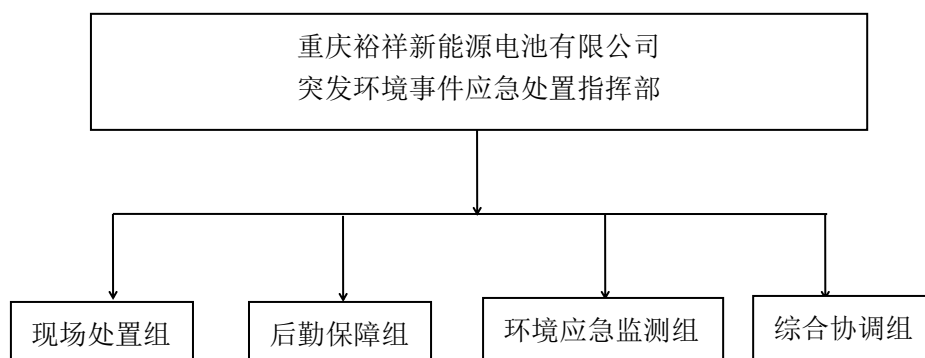 重庆裕祥新能源电池有限公司
突发环境事件应急处置指挥部
现场处置组
后勤保障组
环境应急监测组
综合协调组